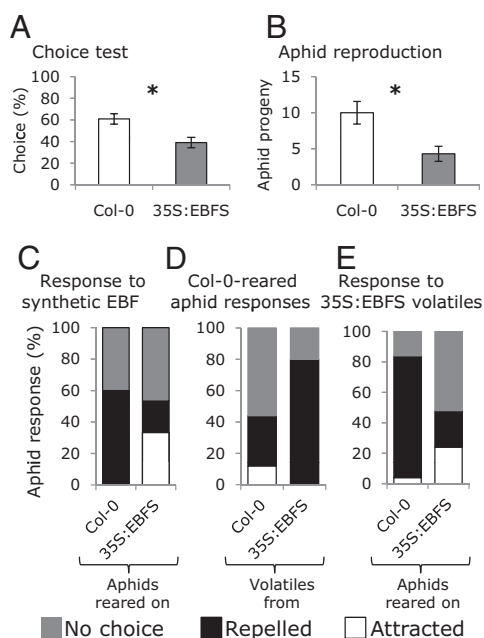 A
Choice test
Choice (%)
100
80
60
40
20
0
*
Col-0 35S:EBFS
B
Aphid reproduction
Aphid progeny
15
10
5
0
*
Col-0 35S:EBFS
C
Response to
synthetic EBF
Aphid response (%)
100
80
60
40
20
0
Col-0
35S:EBFS
Aphids
reared on
D
Col-0-reared
aphid responses
100
80
60
40
20
0
Col-0
35S:EBFS
Volatiles
from
E
Response to
35S:EBFS volatiles
100
80
60
40
20
0
Col-0
35S:EBFS
Aphids
reared on
No choice Repelled Attracted